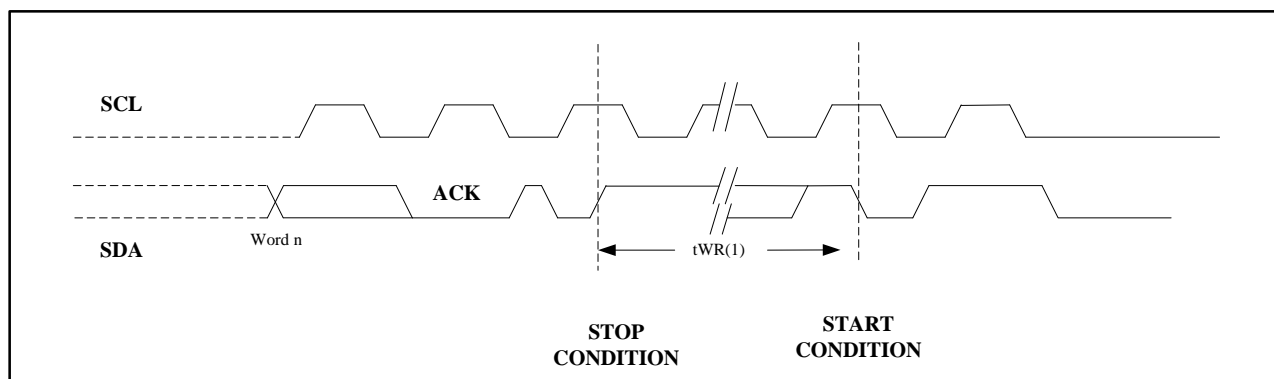 SCL
ACK
SDA
Word n
tWR(1)
STOP
CONDITION
START
CONDITION